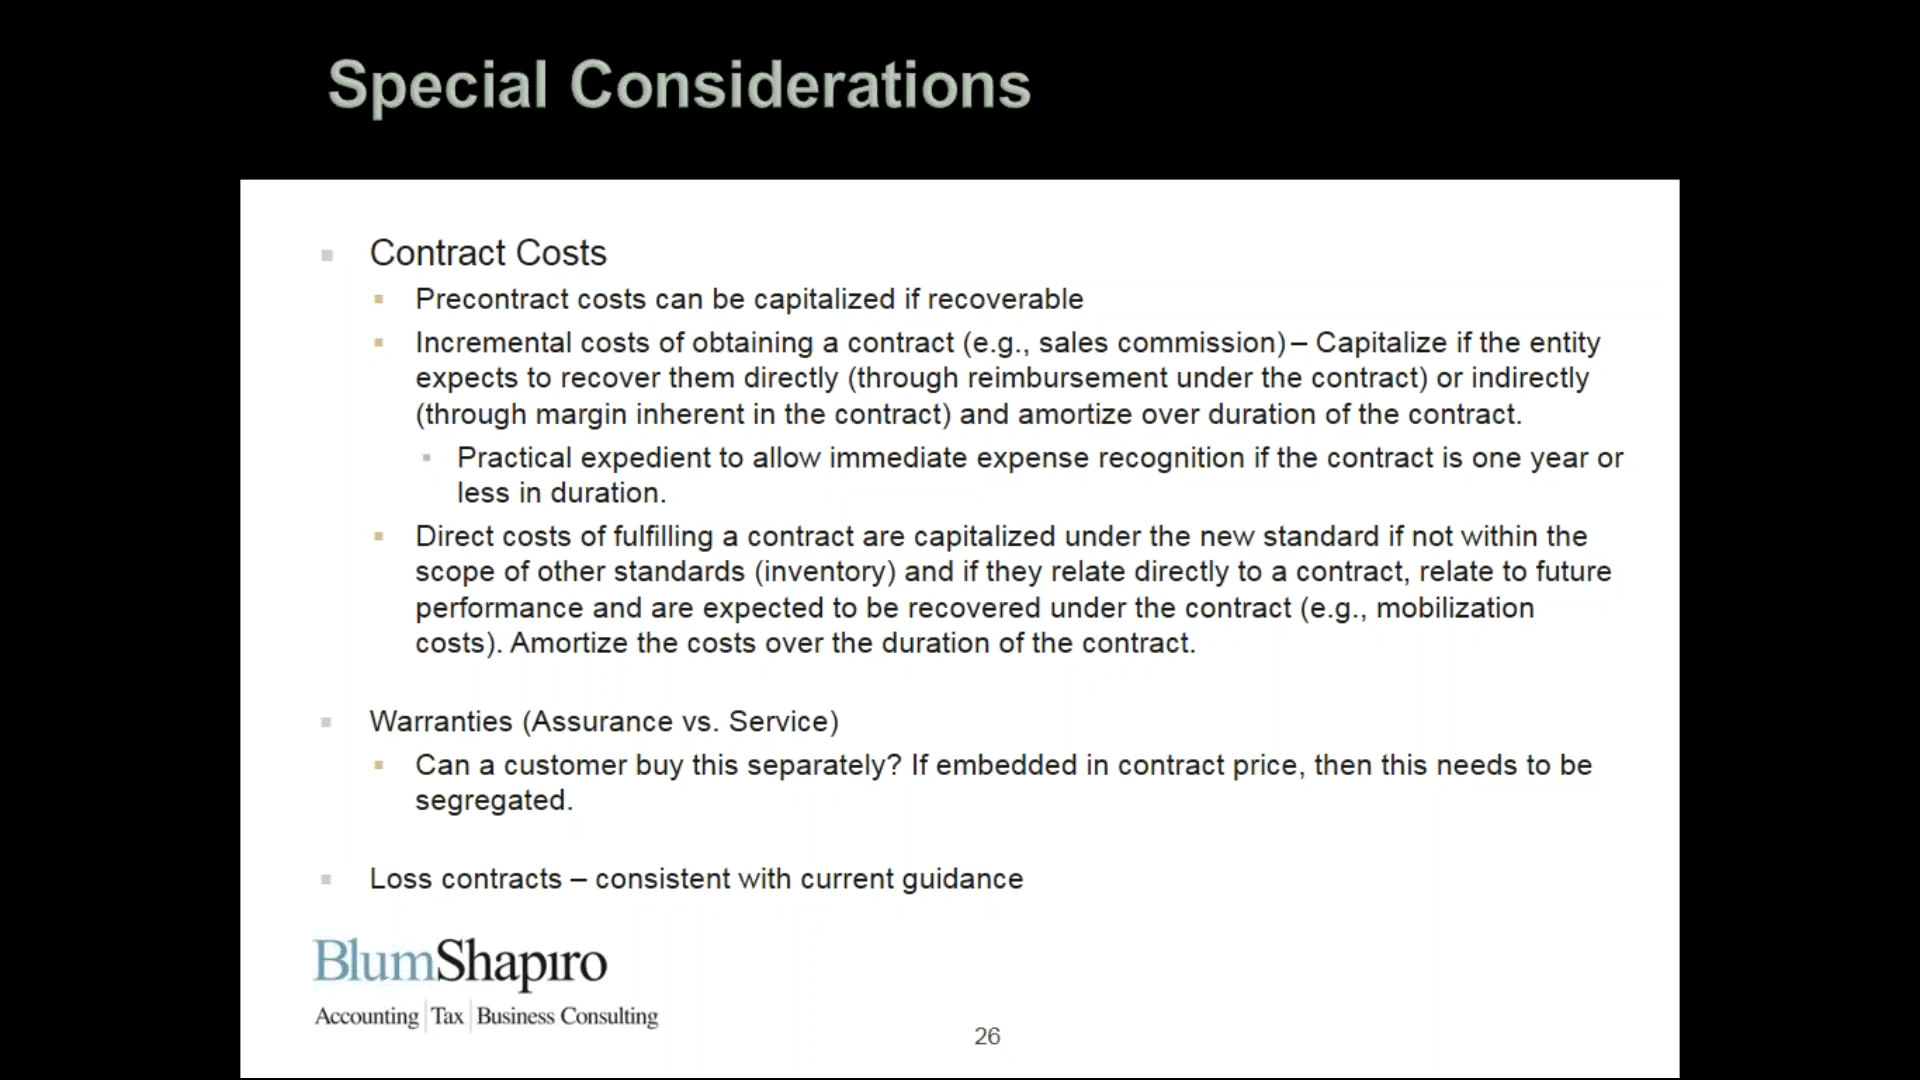 Special Considerations
Contract Costs
Precontract costs can be capitalized if recoverable
Incremental costs of obtaining a contract (e.g., sales commission) – Capitalize if the entity
expects to recover them directly (through reimbursement under the contract) or indirectly
(through margin inherent in the contract) and amortize over duration of the contract.
Practical expedient to allow immediate expense recognition if the contract is one year or
less in duration.
Direct costs of fulfilling a contract are capitalized under the new standard if not within the
scope of other standards (inventory) and if they relate directly to a contract, relate to future
performance and are expected to be recovered under the contract (e.g., mobilization
costs). Amortize the costs over the duration of the contract.
Warranties (Assurance vs. Service)
Can a customer buy this separately? If embedded in contract price, then this needs to be
segregated.
Loss contracts – consistent with current guidance
BlumShapiro
Accounting | Tax | Business Consulting
26